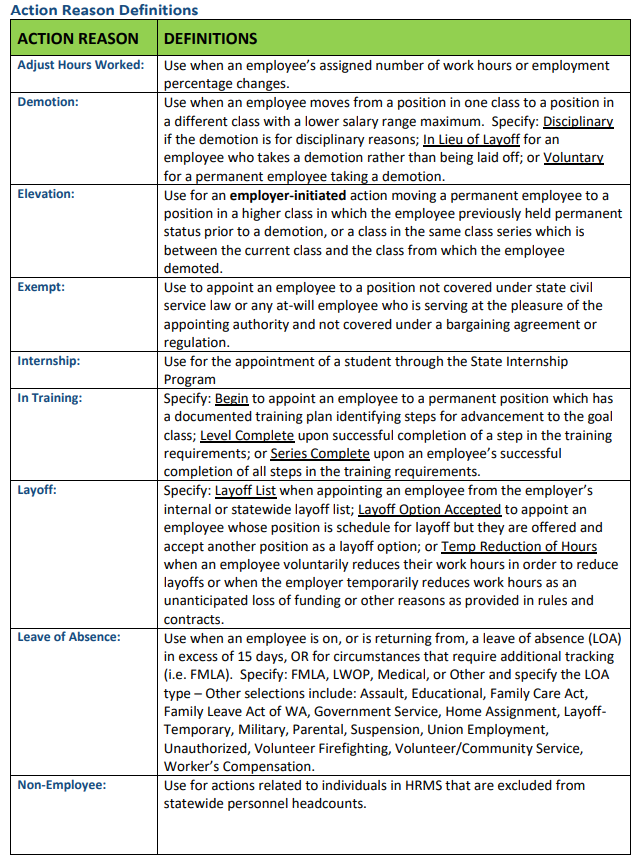 Action Reason Definitions
ACTION REASON DEFINITIONS
Adjust Hours Worked: Use when an employee's assigned number of work hours or employment
percentage changes.
Demotion: Use when an employee moves from a position in one class to a position in
a different class with a lower salary range maximum.  Specify: Disciplinary
if the demotion is for disciplinary reasons; In Lieu of Layoff for an
employee who takes a demotion rather than being laid off; or Voluntary
for a permanent employee taking a demotion.
Elevation: Use for an employer-initiated action moving a permanent employee to a
position in a higher class in which the employee previously held permanent
status prior to a demotion, or a class in the same class series which is
between the current class and the class from which the employee
demoted.
Exempt: Use to appoint an employee to a position not covered under state civil
service law or any at-will employee who is serving at the pleasure of the
appointing authority and not covered under a bargaining agreement or
regulation.
Internship: Use for the appointment of a student through the State Internship
Program
In Training: Specify: Begin to appoint an employee to a permanent position which has
a documented training plan identifying steps for advancement to the goal
class; Level Complete upon successful completion of a step in the training
requirements; or Series Complete upon an employee's successful
completion of all steps in the training requirements.
Layoff: Specify: Layoff List when appointing an employee from the employer's
internal or statewide layoff list; Layoff Option Accepted to appoint an
employee whose position is schedule for layoff but they are offered and
accept another position as a layoff option; or Temp Reduction of Hours
when an employee voluntarily reduces their work hours in order to reduce
layoffs or when the employer temporarily reduces work hours as an
unanticipated loss of funding or other reasons as provided in rules and
contracts.
Leave of Absence: Use when an employee is on, or is returning from, a leave of absence (LOA)
in excess of 15 days, OR for circumstances that require additional tracking
(i.e. FMLA).  Specify: FMLA, LWOP, Medical, or Other and specify the LOA
type – Other selections include: Assault, Educational, Family Care Act,
Family Leave Act of WA, Government Service, Home Assignment, Layoff-
Temporary, Military, Parental, Suspension, Union Employment,
Unauthorized, Volunteer Firefighting, Volunteer/Community Service,
Worker's Compensation.
Non-Employee: Use for actions related to individuals in HRMS that are excluded from
statewide personnel headcounts.